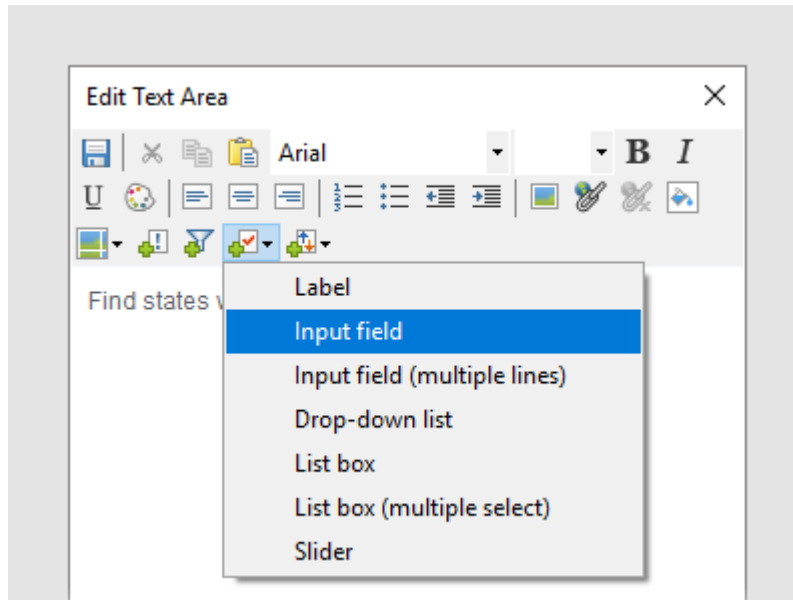 Edit Text Area
Arial
B I
U
Find states
Label
Input field
Input field (multiple lines)
Drop-down list
List box
List box (multiple select)
Slider